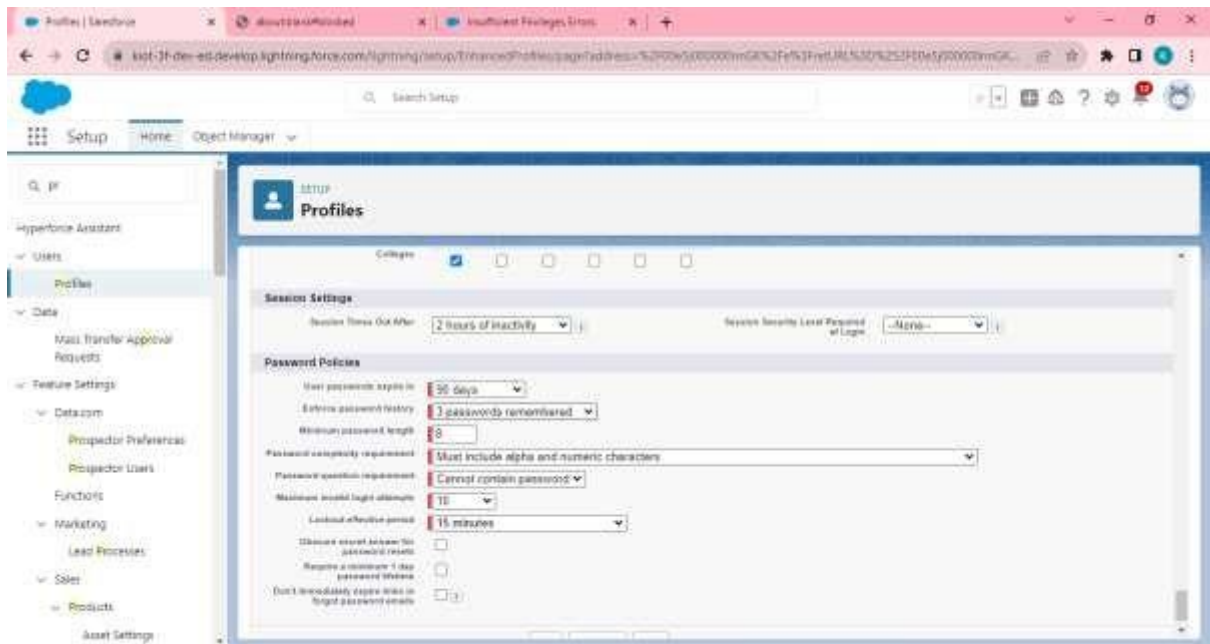 Profiles | Salesforce
Insufficient Privileges Errors
Search Setup
Setup
Home
Object Manager
pr
Hyperforce Assistant
Users
Profiles
Data
Mass Transfer Approval
Requests
Feature Settings
Data.com
Prospector Preferences
Prospector Users
Functions
Marketing
Lead Processes
Sales
Products
Asset Settings
SETUP
Profiles
Colleges
Session Settings
Session Times Out After
2 hours of inactivity
Session Security Level Required
at Login
--None--
Password Policies
User passwords expire in
90 days
Enforce password history
3 passwords remembered
Minimum password length
8
Password complexity requirement
Must include alpha and numeric characters
Password question requirement
Cannot contain password
Maximum invalid login attempts
10
Lockout effective period
15 minutes
Obscure secret answer for
password resets
Require a minimum 1 day
password lifetime
Don't immediately expire links in
forgot password emails